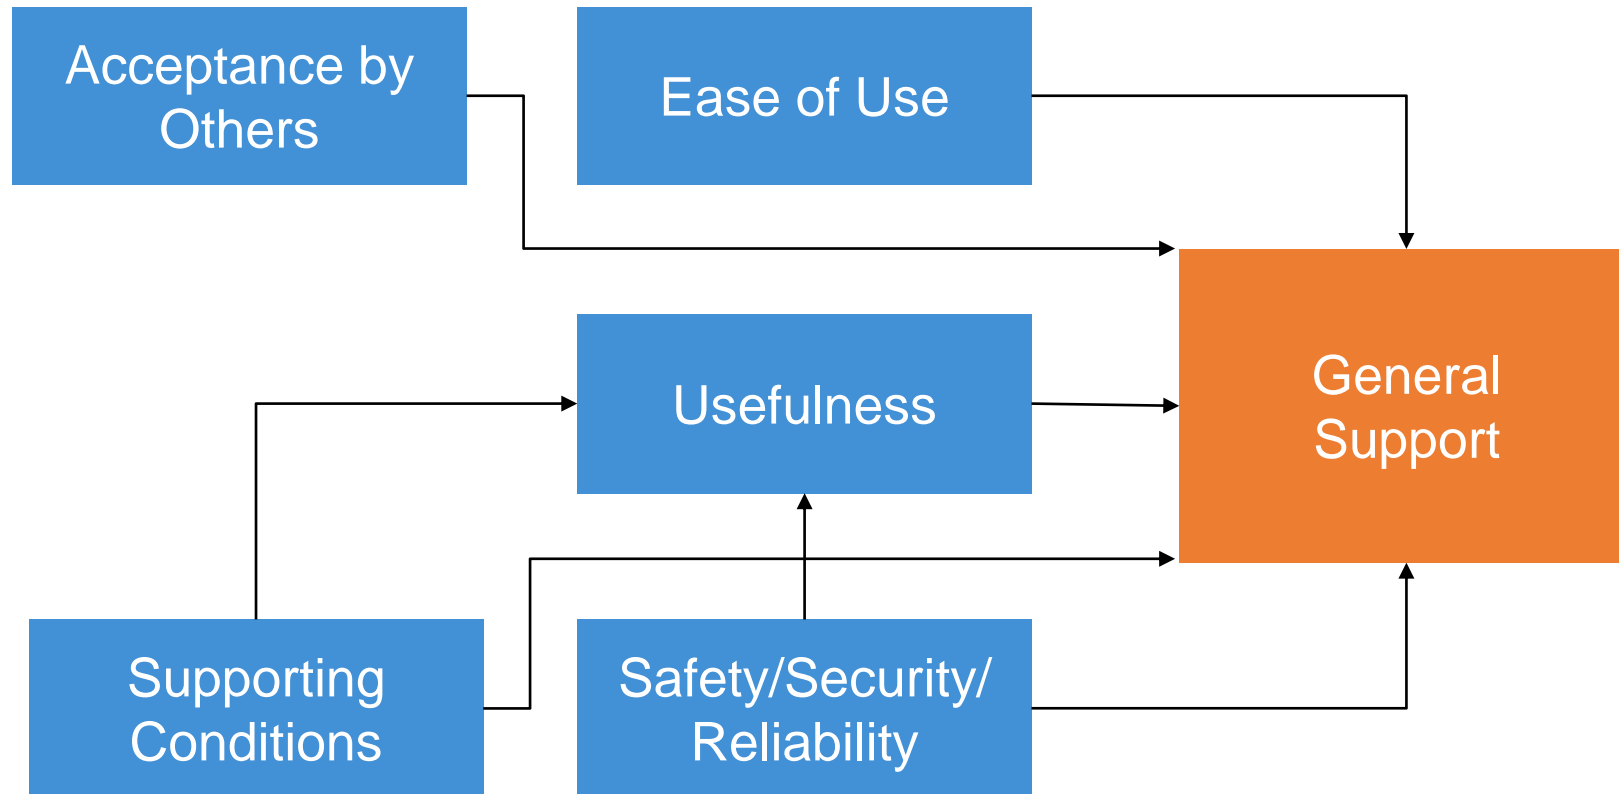 Acceptance by
Others
Ease of Use
Usefulness
General
Support
Supporting
Conditions
Safety/Security/
Reliability